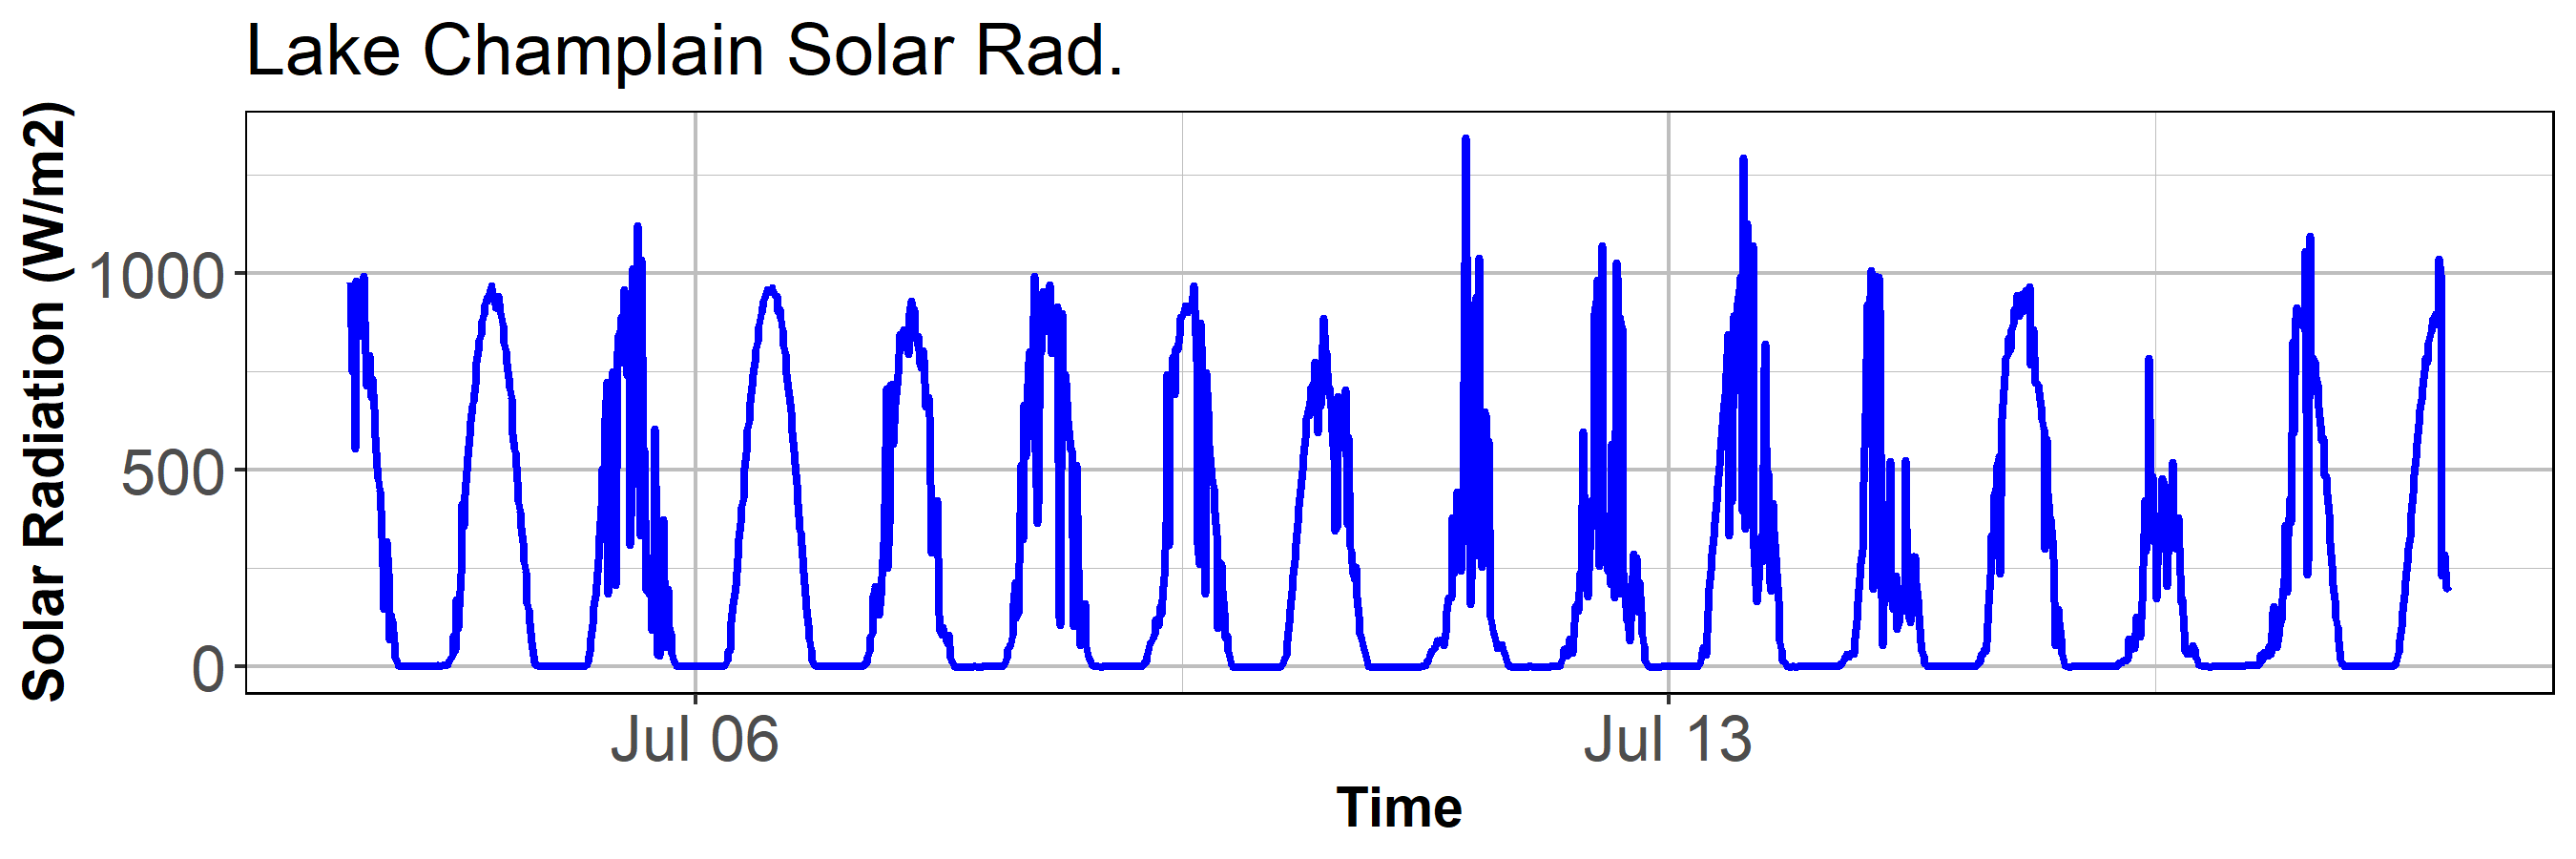 Lake Champlain Solar Rad.
Solar Radiation (W/m2)
1000
500
0
Jul 06
Jul 13
Time